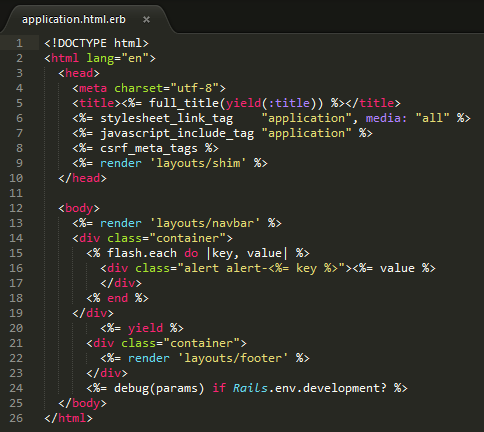 application.html.erb ×
1 <!DOCTYPE html>
2 <html lang="en">
3   <head>
4     <meta charset="utf-8">
5     <title><%= full_title(yield(:title)) %></title>
6     <%= stylesheet_link_tag    "application", media: "all" %>
7     <%= javascript_include_tag "application" %>
8     <%= csrf_meta_tags %>
9     <%= render 'layouts/shim' %>
10   </head>
11
12   <body>
13     <%= render 'layouts/navbar' %>
14     <div class="container">
15       <% flash.each do |key, value| %>
16         <div class="alert alert-<%= key %>"><%= value %>
17         </div>
18       <% end %>
19     </div>
20         <%= yield %>
21       <div class="container">
22         <%= render 'layouts/footer' %>
23       </div>
24       <%= debug(params) if Rails.env.development? %>
25   </body>
26 </html>